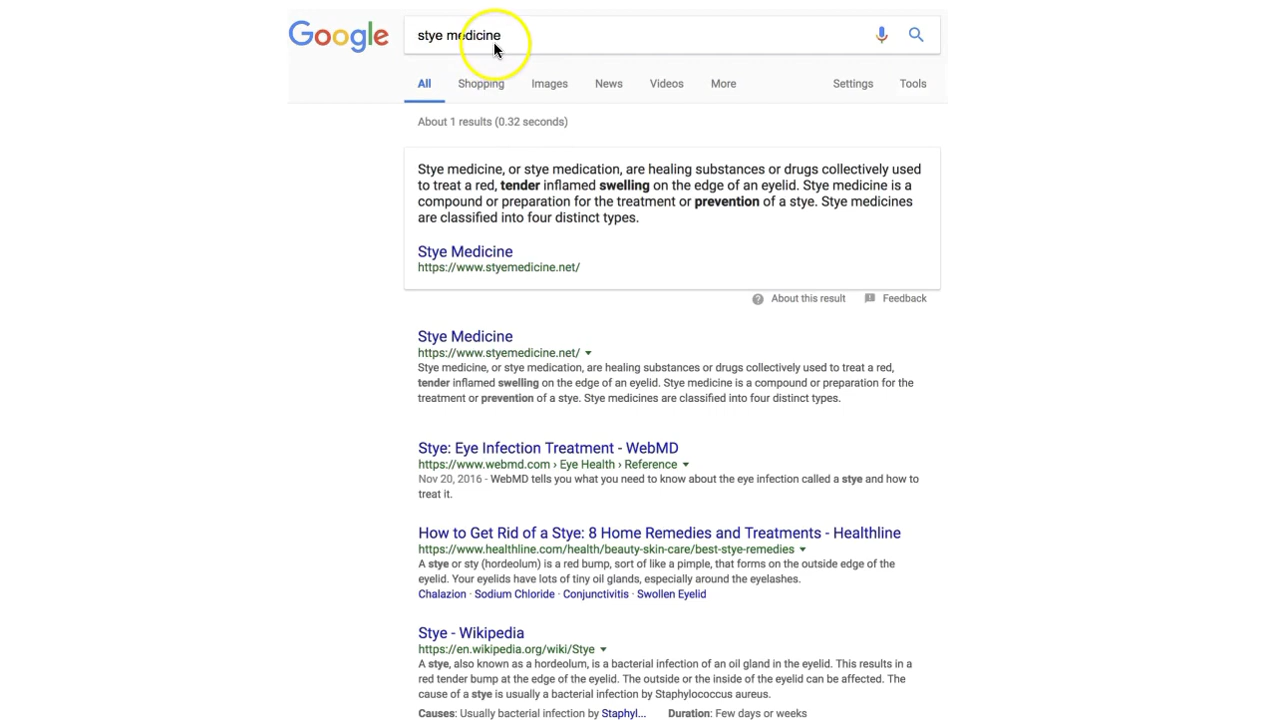 Google
stye medicine
All Shopping Images News Videos More Settings Tools
About 1 results (0.32 seconds)
Stye medicine, or stye medication, are healing substances or drugs collectively used
to treat a red, tender inflamed swelling on the edge of an eyelid. Stye medicine is a
compound or preparation for the treatment or prevention of a stye. Stye medicines
are classified into four distinct types.
Stye Medicine
https://www.styemedicine.net/
About this result Feedback
Stye Medicine
https://www.styemedicine.net/
Stye medicine, or stye medication, are healing substances or drugs collectively used to treat a red,
tender inflamed swelling on the edge of an eyelid. Stye medicine is a compound or preparation for the
treatment or prevention of a stye. Stye medicines are classified into four distinct types.
Stye: Eye Infection Treatment - WebMD
https://www.webmd.com › Eye Health › Reference
Nov 20, 2016 - WebMD tells you what you need to know about the eye infection called a stye and how to
treat it.
How to Get Rid of a Stye: 8 Home Remedies and Treatments - Healthline
https://www.healthline.com/health/beauty-skin-care/best-stye-remedies
A stye or sty (hordeolum) is a red bump, sort of like a pimple, that forms on the outside edge of the
eyelid. Your eyelids have lots of tiny oil glands, especially around the eyelashes.
Chalazion · Sodium Chloride · Conjunctivitis · Swollen Eyelid
Stye - Wikipedia
https://en.wikipedia.org/wiki/Stye
A stye, also known as a hordeolum, is a bacterial infection of an oil gland in the eyelid. This results in a
red tender bump at the edge of the eyelid. The outside or the inside of the eyelid can be affected. The
cause of a stye is usually a bacterial infection by Staphylococcus aureus.
Causes: Usually bacterial infection by Staphyl... Duration: Few days or weeks